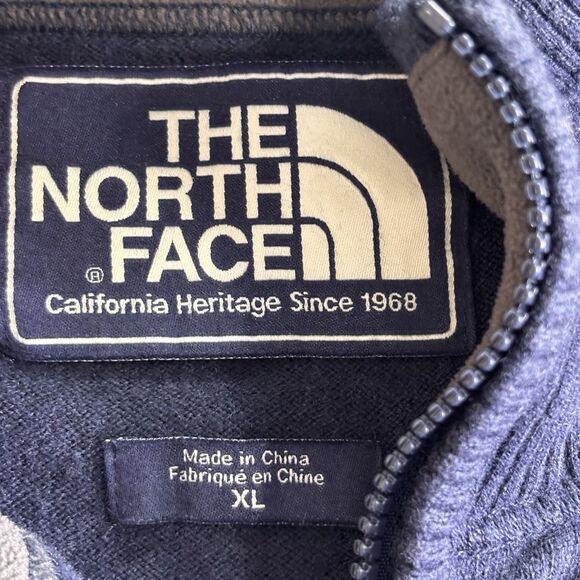 THE
NORTH
® FACE
California Heritage Since 1968
Made in China
Fabriqué en Chine
XL